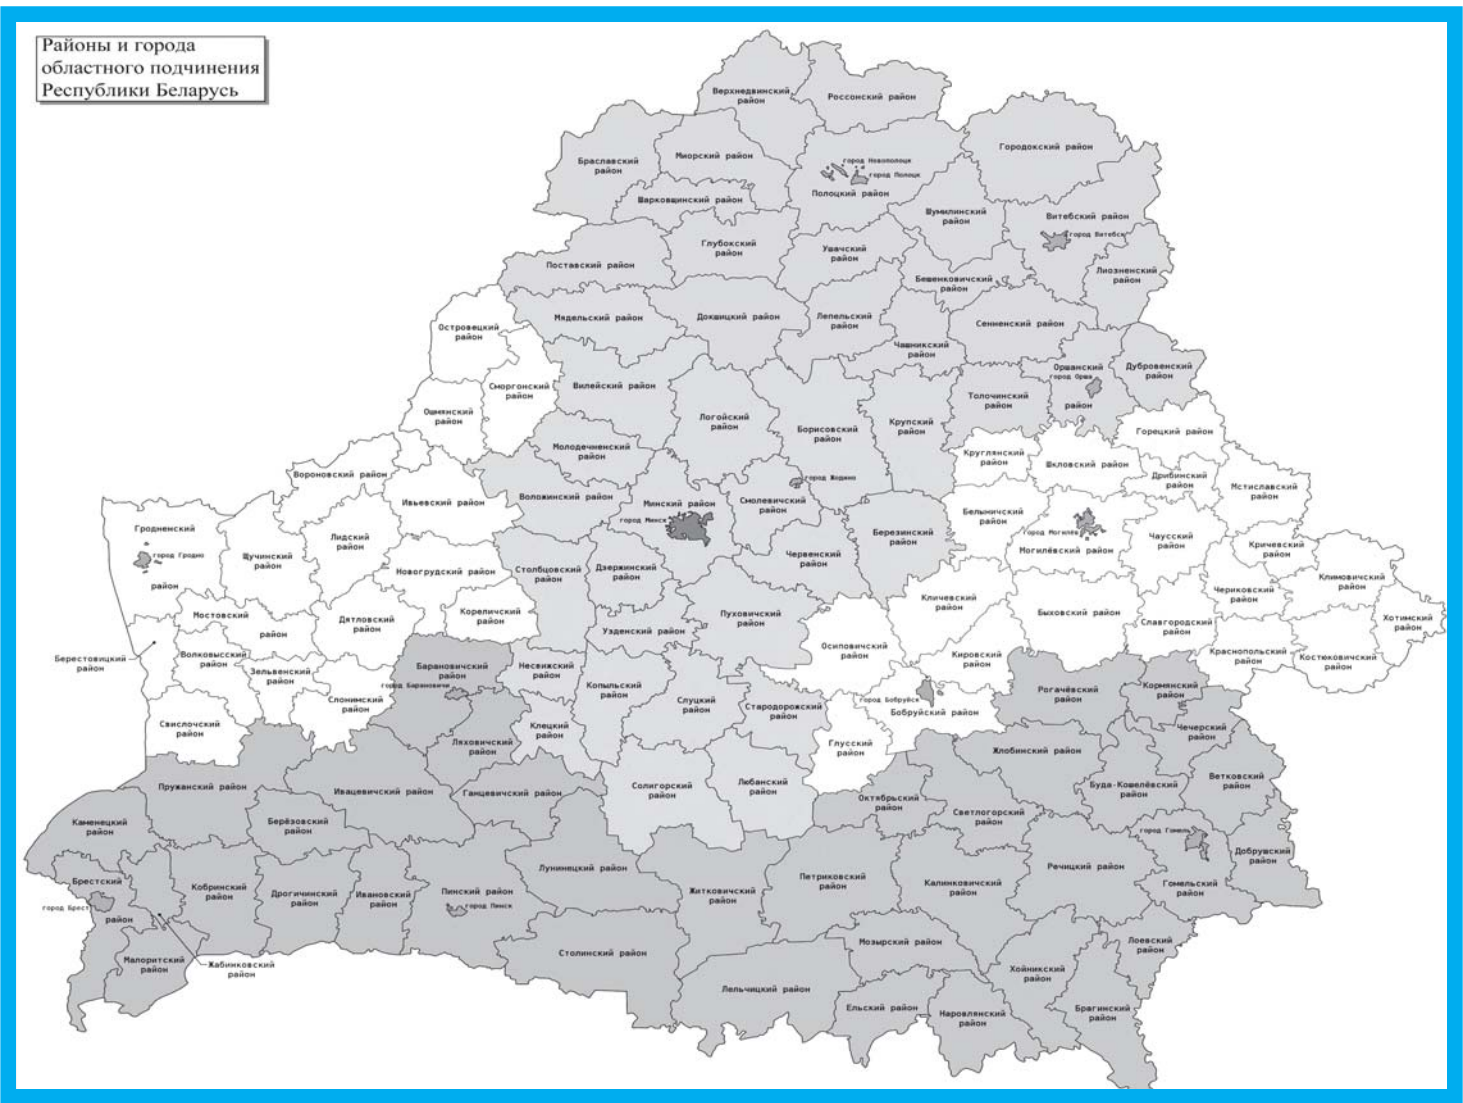 Районы и города
областного подчинения
Республики Беларусь
Верхнедвинский
район
Россонский район
Городокский район
Браславский
район
Миорский район
город Новополоцк
город Полоцк
Полоцкий район
Шарковщинский район
Шумилинский
район
Витебский район
город Витебск
Глубокский
район
Ушачский
район
Поставский район
Бешенковичский
район
Лиозненский
район
Островецкий
район
Мядельский район
Докшицкий район
Лепельский
район
Сенненский район
Чашникский
район
Оршанский
город Орша
район
Дубровенский
район
Сморгонский
район
Вилейский район
Толочинский
район
Ошмянский
район
Логойский
район
Борисовский
район
Крупский
район
Горецкий район
Молодечненский
район
Круглянский
район
Шкловский район
Дрибинский
район
Мстиславский
район
Вороновский район
Ивьевский район
Воложинский район
Минский район
город Минск
Смолевичский
район
город Жодино
Белыничский
район
город Могилёв
Могилёвский район
Березинский
район
Чаусский
район
Кричевский
район
Гродненский
город Гродно
район
Щучинский
район
Лидский
район
Новогрудский район
Столбцовский
район
Дзержинский
район
Червенский
район
Климовичский
район
Чериковский
район
Кличевский
район
Быховский район
Славгородский
район
Хотимский
район
Мостовский
район
Дятловский
район
Кореличский
район
Узденский район
Пуховичский
район
Осиповичский
район
Кировский
район
Краснопольский
район
Костюковичский
район
Берестовицкий
район
Волковысский
район
Зельвенский
район
Слонимский
район
Барановичский
район
город Барановичи
Несвижский
район
Копыльский
район
Слуцкий
район
Стародорожский
район
город Бобруйск
Бобруйский район
Рогачёвский
район
Кормянский
район
Свислочский
район
Клецкий
район
Глусский
район
Чечерский
район
Ляховичский
район
Жлобинский район
Пружанский район
Ивацевичский район
Ганцевичский район
Солигорский
район
Любанский
район
Октябрьский
район
Буда-Кошелёвский
район
Ветковский
район
Светлогорский
район
Каменецкий
район
Берёзовский
район
город Гомель
Добрушский
район
Брестский
город Брест
район
Кобринский
район
Дрогичинский
район
Ивановский
район
Пинский район
город Пинск
Лунинецкий район
Житковичский
район
Петриковский
район
Калинковичский
район
Речицкий район
Гомельский
район
Малоритский
район
Жабинковский
район
Столинский район
Мозырский район
Лоевский
район
Хойникский
район
Лельчицкий район
Ельский район
Наровлянский
район
Брагинский
район